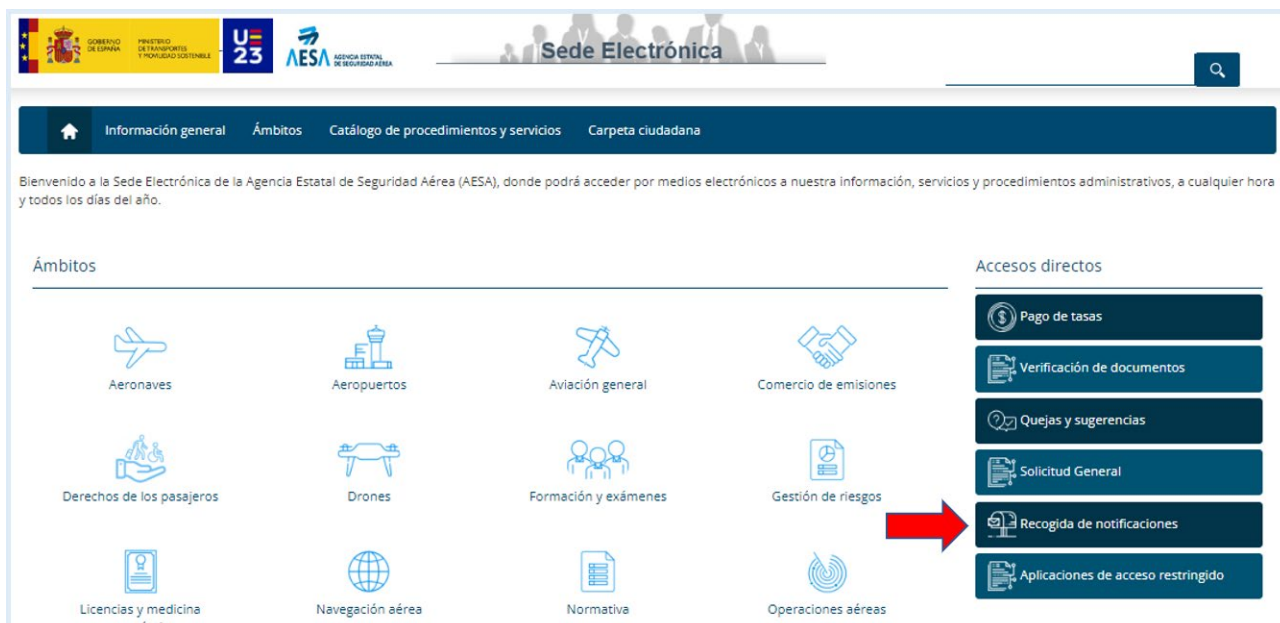 GOBIERNO
DE ESPAÑA
MINISTERIO
DE TRANSPORTES
Y MOVILIDAD SOSTENIBLE
UE
23
AESA AGENCIA ESTATAL
DE SEGURIDAD AÉREA
Sede Electrónica
Información general Ámbitos Catálogo de procedimientos y servicios Carpeta ciudadana
Bienvenido a la Sede Electrónica de la Agencia Estatal de Seguridad Aérea (AESA), donde podrá acceder por medios electrónicos a nuestra información, servicios y procedimientos administrativos, a cualquier hora
y todos los días del año.
Ámbitos
Aeronaves Aeropuertos Aviación general Comercio de emisiones
Derechos de los pasajeros Drones Formación y exámenes Gestión de riesgos
Licencias y medicina Navegación aérea Normativa Operaciones aéreas
Accesos directos
Pago de tasas
Verificación de documentos
Quejas y sugerencias
Solicitud General
Recogida de notificaciones
Aplicaciones de acceso restringido